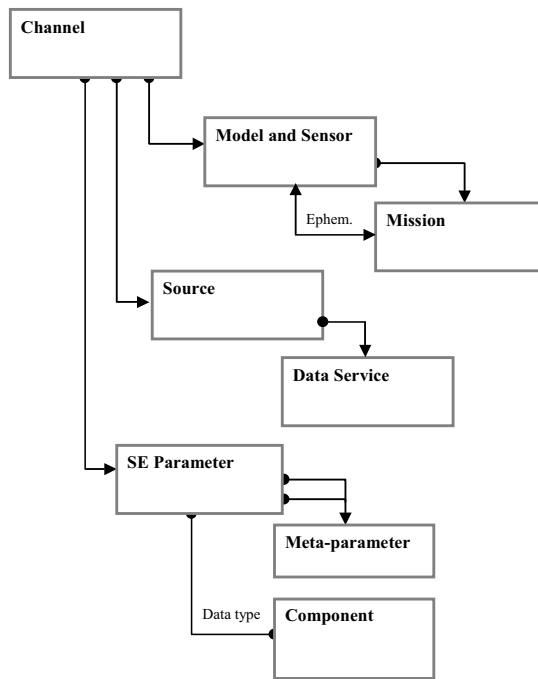 Channel
Model and Sensor
Ephem.
Mission
Source
Data Service
SE Parameter
Meta-parameter
Data type
Component